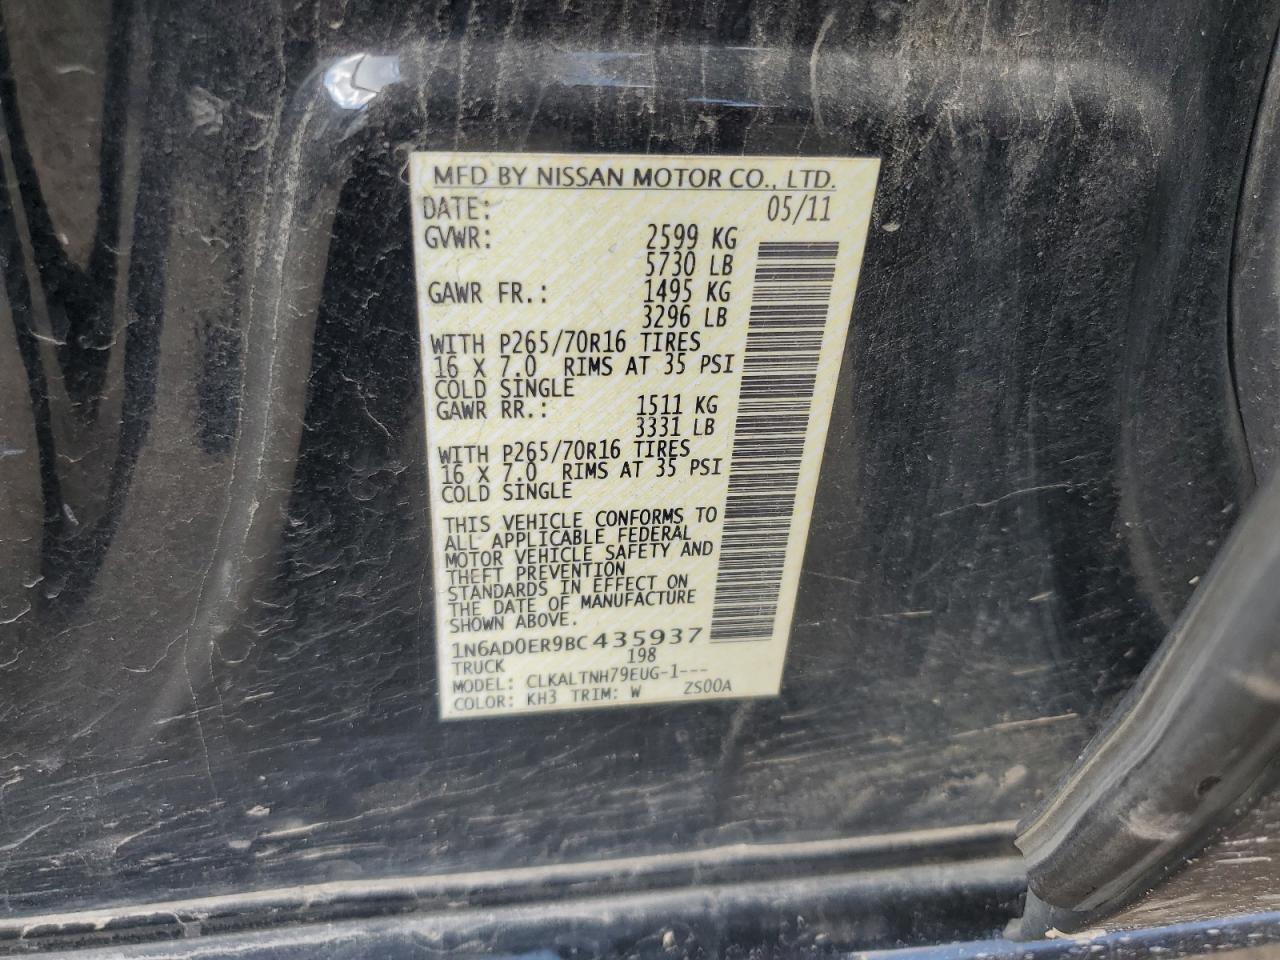 MFD BY NISSAN MOTOR CO., LTD.
DATE: 05/11
GVWR: 2599 KG
5730 LB
GAWR FR.: 1495 KG
3296 LB
WITH P265/70R16 TIRES
16 X 7.0 RIMS AT 35 PSI
COLD SINGLE
GAWR RR.: 1511 KG
3331 LB
WITH P265/70R16 TIRES
16 X 7.0 RIMS AT 35 PSI
COLD SINGLE
THIS VEHICLE CONFORMS TO
ALL APPLICABLE FEDERAL
MOTOR VEHICLE SAFETY AND
THEFT PREVENTION
STANDARDS IN EFFECT ON
THE DATE OF MANUFACTURE
SHOWN ABOVE.
1N6AD0ER9BC435937
TRUCK 198
MODEL: CLKALTNH79EUG-1---
COLOR: KH3 TRIM: W ZS00A